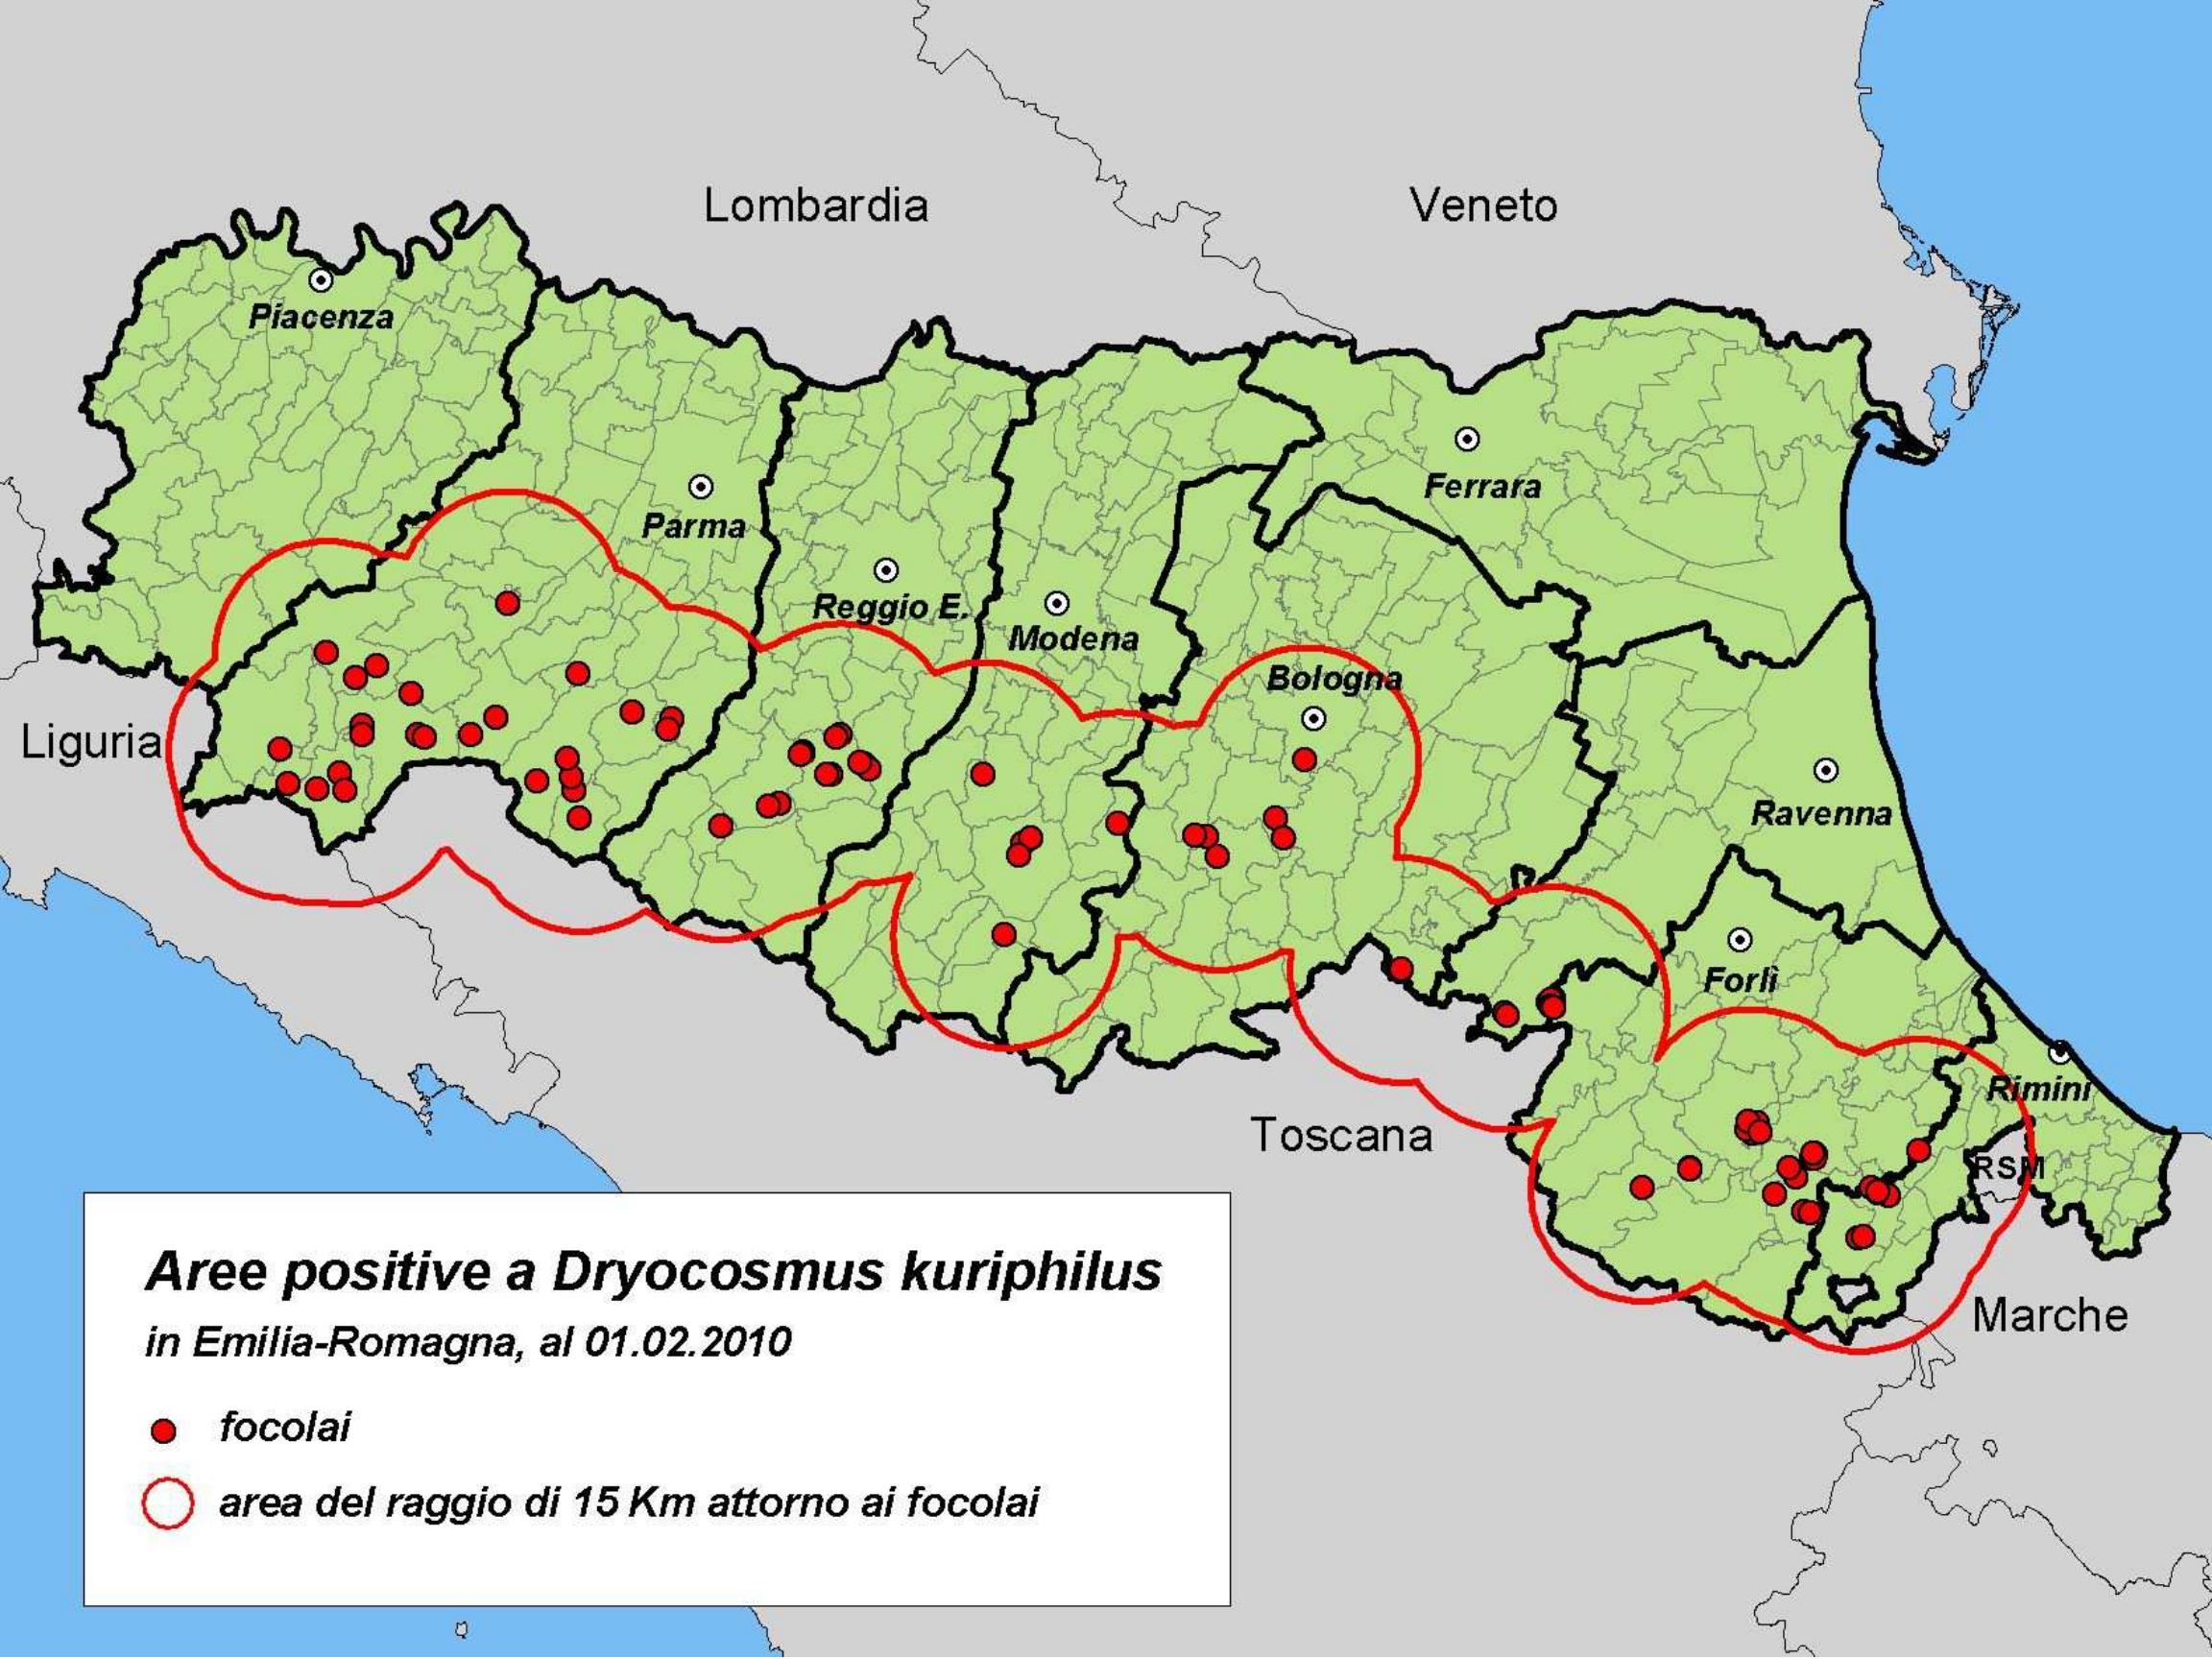 Lombardia
Veneto
Piacenza
Parma
Ferrara
Reggio E.
Modena
Bologna
Liguria
Ravenna
Forlì
Rimini
Toscana
RSM
Marche
Aree positive a Dryocosmus kuriphilus
in Emilia-Romagna, al 01.02.2010
focolai
area del raggio di 15 Km attorno ai focolai